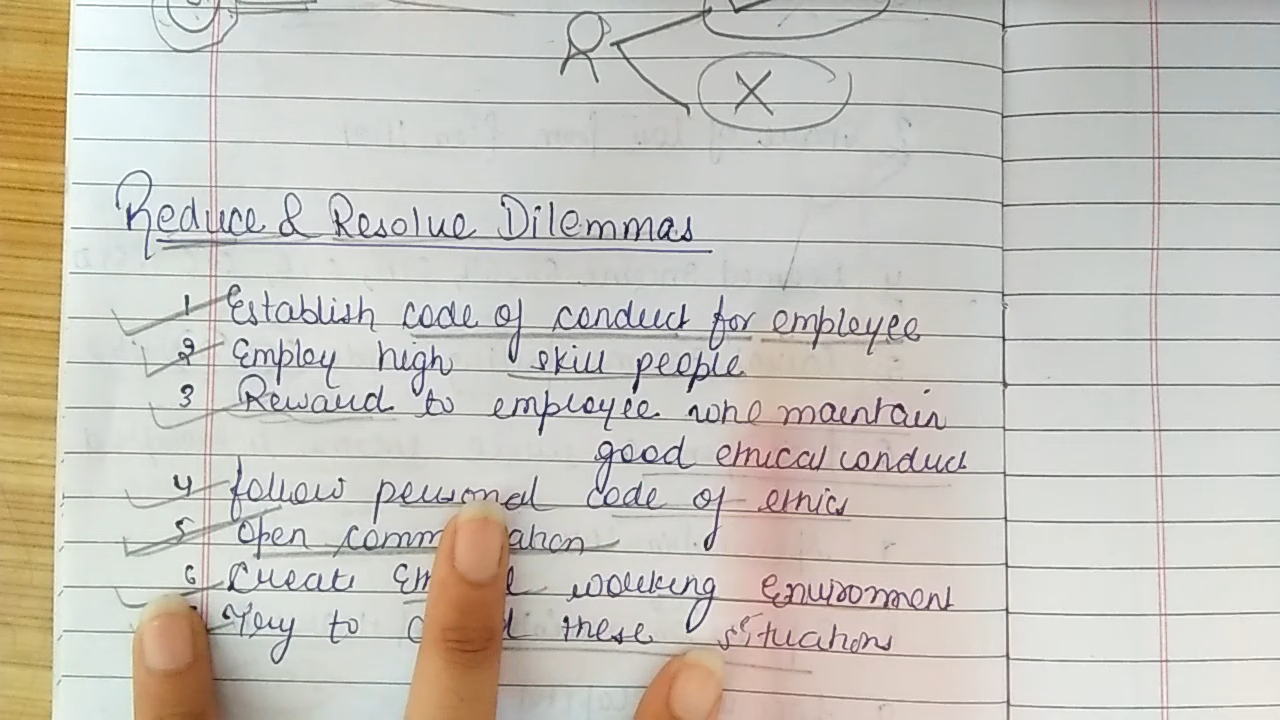 Reduce & Resolve Dilemmas
1 Establish code of conduct for employee
2 Employ high skill people
3 Reward to employee who maintain
good ethical conduct
4 follow personal code of ethics
5 Open
6 Create working Enviroment
Try to these situations